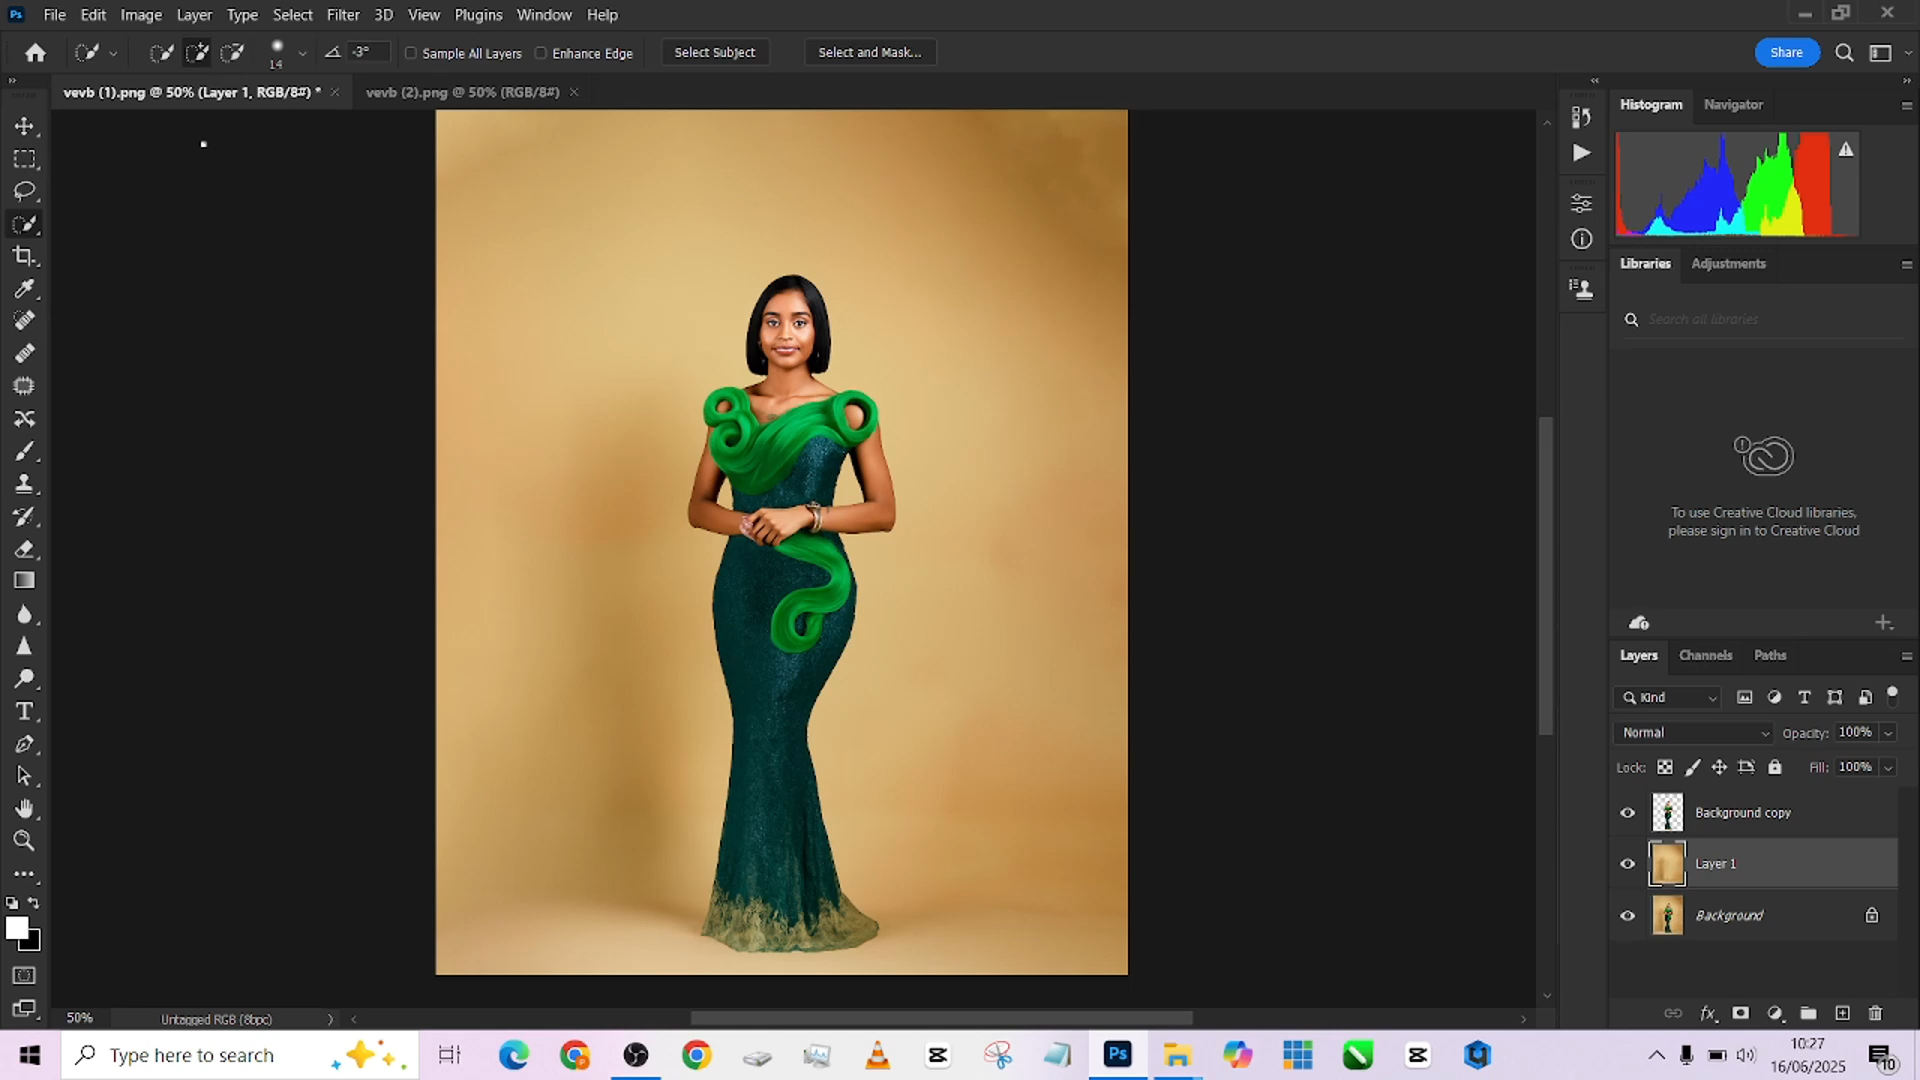 Ps File Edit Image Layer Type Select Filter 3D View Plugins Window Help
14 -3° Sample All Layers Enhance Edge Select Subject Select and Mask... Share
vevb (1).png @ 50% (Layer 1, RGB/8#) * vevb (2).png @ 50% (RGB/8#)
Histogram Navigator
Libraries Adjustments
Search all libraries
To use Creative Cloud libraries,
please sign in to Creative Cloud
Layers Channels Paths
Kind
Normal Opacity: 100%
Lock: Fill: 100%
Background copy
Layer 1
Background
50% Untagged RGB (8bpc)
Type here to search
Ps
10:27
16/06/2025
10